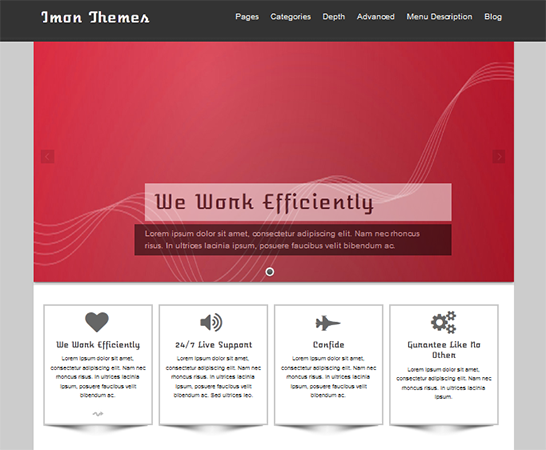 Iman Themes
Pages Categories Depth Advanced Menu Description Blog
We Work Efficiently
Lorem ipsum dolor sit amet, consectetur adipiscing elit. Nam nec rhoncus
risus. In ultrices lacinia ipsum, posuere faucibus velit bibendum ac.
We Work Efficiently
Lorem ipsum dolor sit amet,
consectetur adipiscing elit. Nam nec
rhoncus risus. In ultrices lacinia
ipsum, posuere faucibus velit
bibendum ac.
24/7 Live Support
Lorem ipsum dolor sit amet,
consectetur adipiscing elit. Nam nec
rhoncus risus. In ultrices lacinia
ipsum, posuere faucibus velit
bibendum ac. Sed ultrices leo.
Confide
Lorem ipsum dolor sit amet,
consectetur adipiscing elit. Nam nec
rhoncus risus. In ultrices lacinia
ipsum, posuere faucibus velit
bibendum ac.
Gurantee Like No
Other
Lorem ipsum dolor sit amet,
consectetur adipiscing elit. Nam nec
rhoncus risus. In ultrices lacinia
ipsum, posuere faucibus velit
bibendum ac.